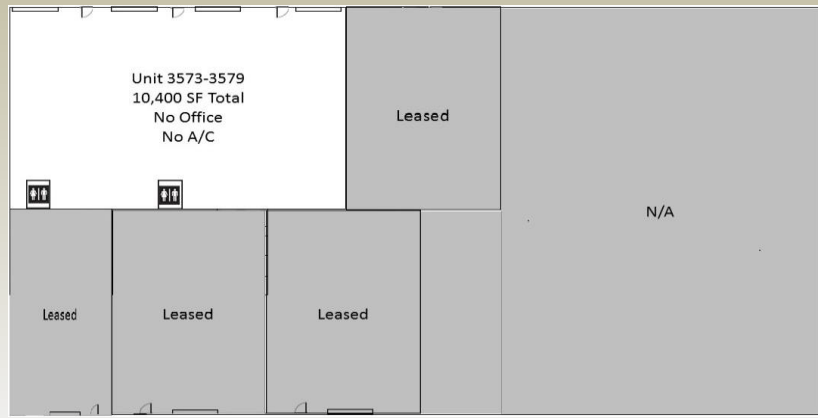 Unit 3573-3579
10,400 SF Total
No Office
No A/C
Leased
N/A
Leased
Leased
Leased